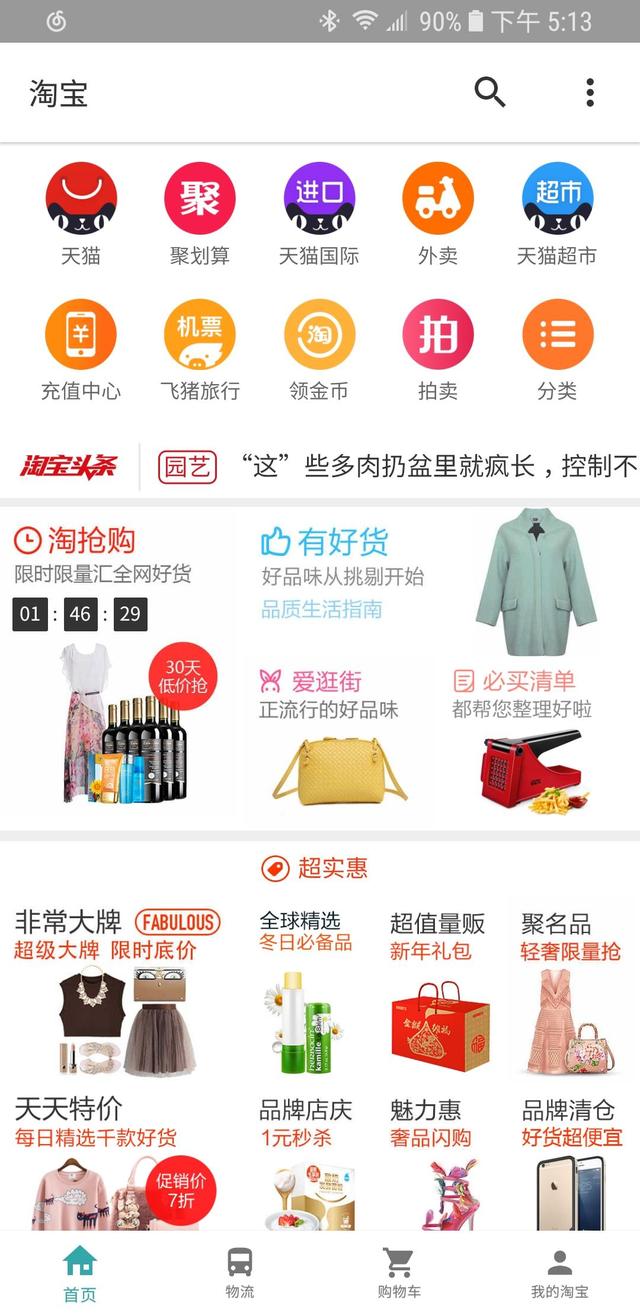 90% 下午 5:13
淘宝
聚
进口
超市
天猫
聚划算
天猫国际
外卖
天猫超市
¥
机票
淘
拍
充值中心
飞猪旅行
领金币
拍卖
分类
淘宝头条
园艺
“这”些多肉扔盆里就疯长，控制不
淘抢购
限时限量汇全网好货
01 : 46 : 29
30天
低价抢
有好货
好品味从挑剔开始
品质生活指南
爱逛街
正流行的好品味
必买清单
都帮您整理好啦
超实惠
非常大牌 FABULOUS
超级大牌 限时底价
全球精选
冬日必备品
超值量贩
新年礼包
聚名品
轻奢限量抢
kamille
福
天天特价
每日精选千款好货
促销价
7折
品牌店庆
1元秒杀
魅力惠
奢品闪购
品牌清仓
好货超便宜
首页
物流
购物车
我的淘宝